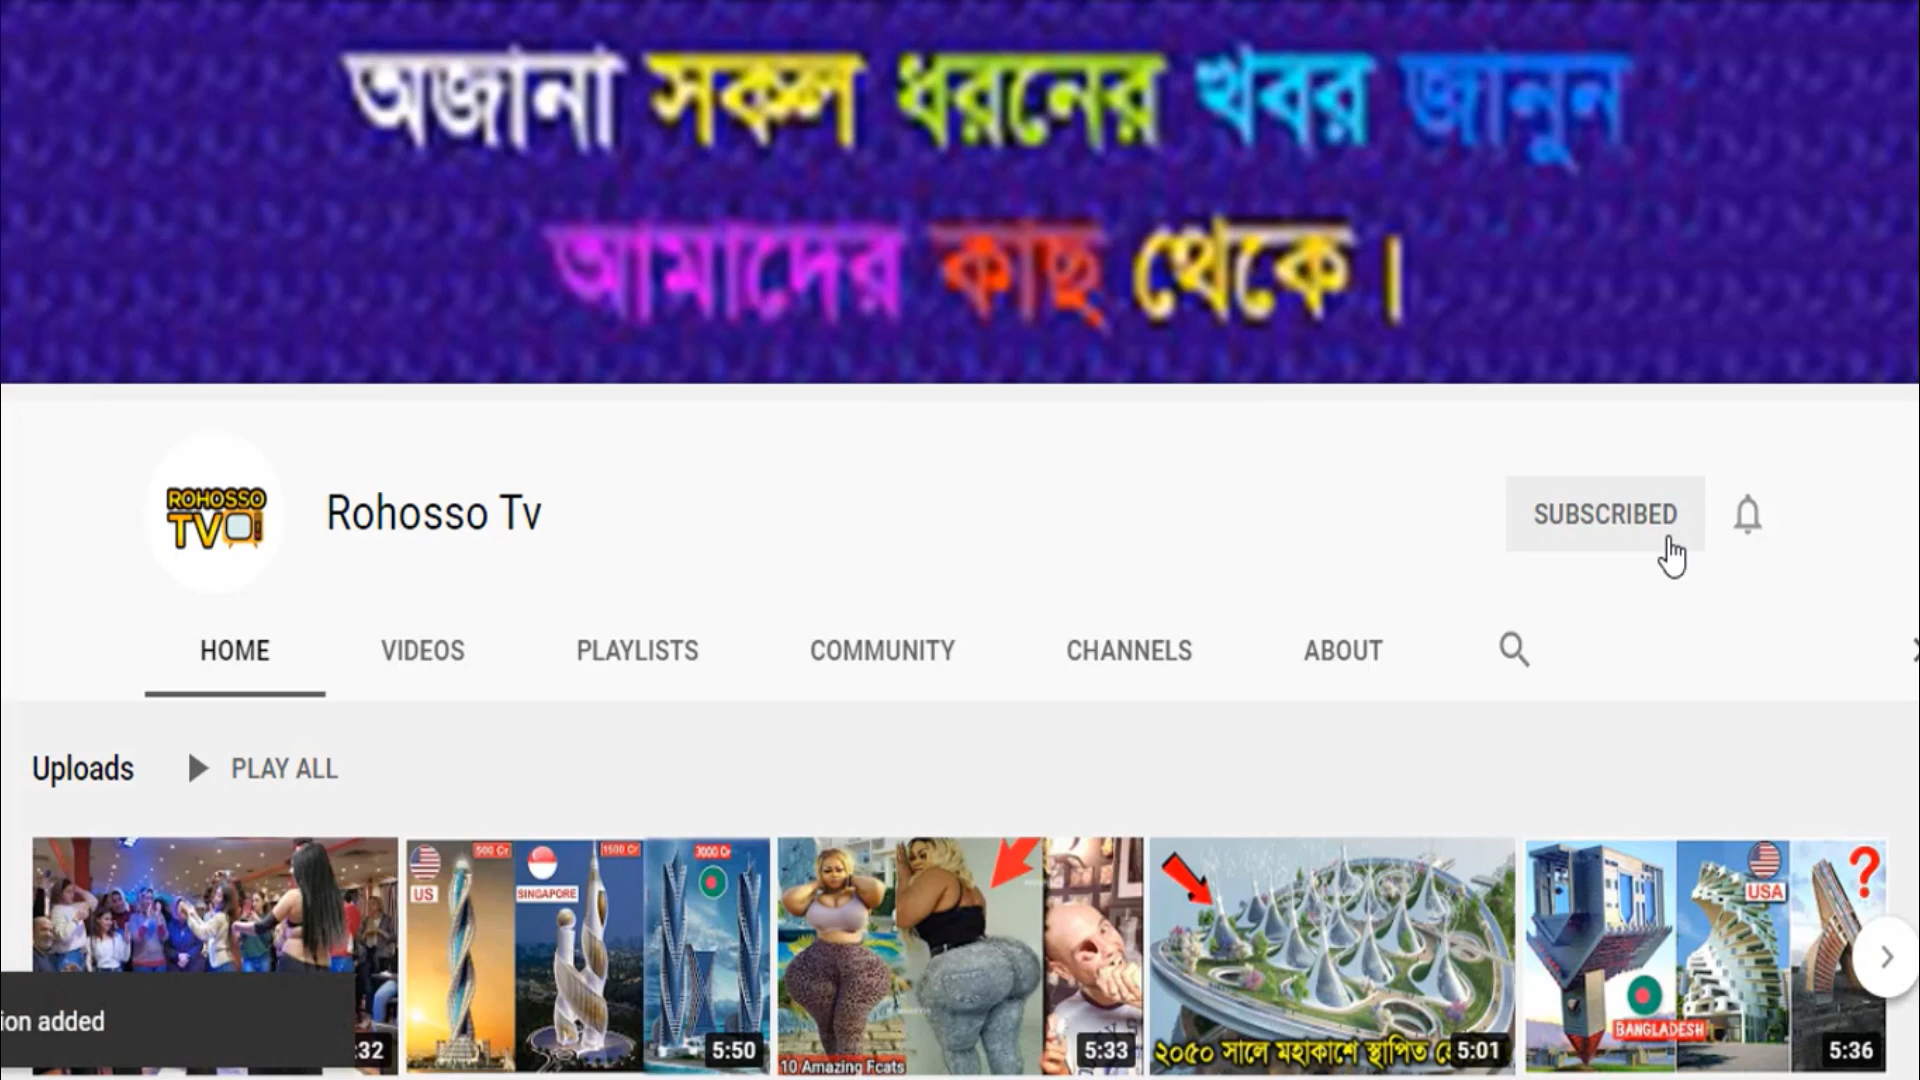 অজানা সকল ধরনের খবর জানুন
আমাদের কাছ থেকে।
ROHOSSO
TV
Rohosso Tv
SUBSCRIBED
HOME VIDEOS PLAYLISTS COMMUNITY CHANNELS ABOUT
Uploads PLAY ALL
500 Cr 1500 Cr 3000 Cr
US SINGAPORE USA
?
BANGLADESH
ion added
:32 5:50 5:33 5:01 5:36
10 Amazing Fcats
২০৫০ সালে মহাকাশে স্থাপিত